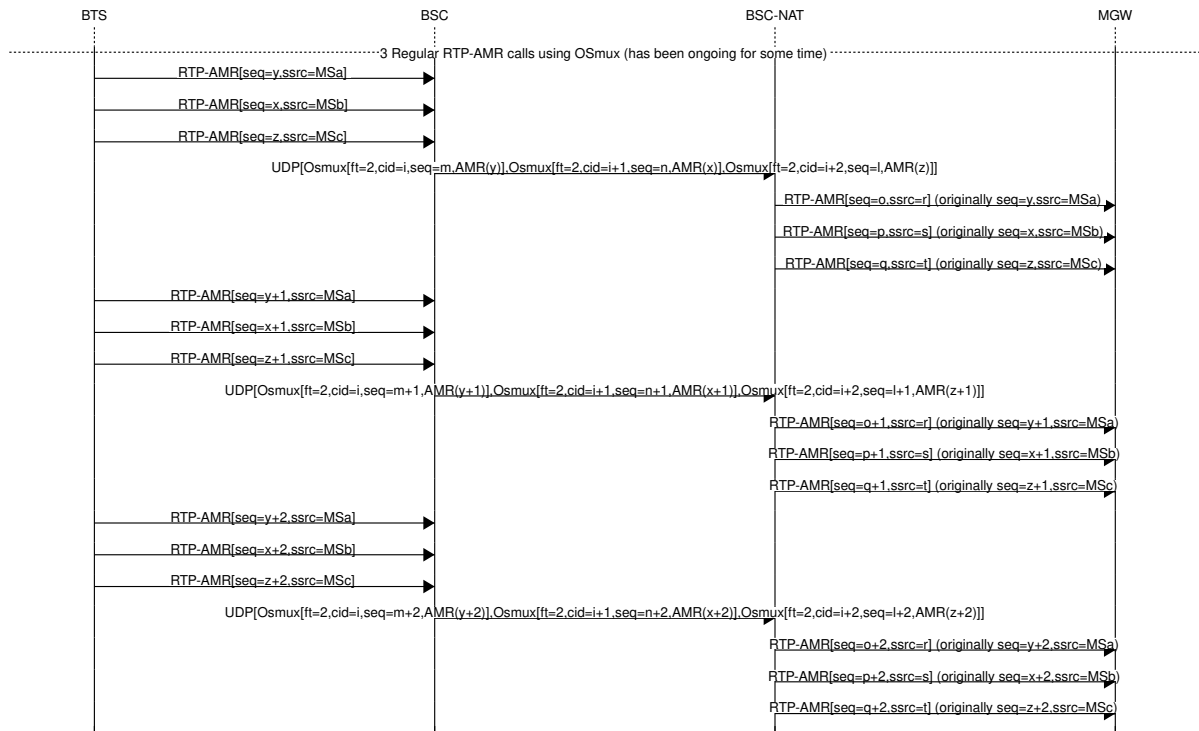 BTS BSC BSC-NAT MGW
3 Regular RTP-AMR calls using OSmux (has been ongoing for some time)
RTP-AMR[seq=y,ssrc=MSa]
RTP-AMR[seq=x,ssrc=MSb]
RTP-AMR[seq=z,ssrc=MSc]
UDP[Osmux[ft=2,cid=i,seq=m,AMR(y)],Osmux[ft=2,cid=i+1,seq=n,AMR(x)],Osmux[ft=2,cid=i+2,seq=l,AMR(z)]]
RTP-AMR[seq=o,ssrc=r] (originally seq=y,ssrc=MSa)
RTP-AMR[seq=p,ssrc=s] (originally seq=x,ssrc=MSb)
RTP-AMR[seq=q,ssrc=t] (originally seq=z,ssrc=MSc)
RTP-AMR[seq=y+1,ssrc=MSa]
RTP-AMR[seq=x+1,ssrc=MSb]
RTP-AMR[seq=z+1,ssrc=MSc]
UDP[Osmux[ft=2,cid=i,seq=m+1,AMR(y+1)],Osmux[ft=2,cid=i+1,seq=n+1,AMR(x+1)],Osmux[ft=2,cid=i+2,seq=l+1,AMR(z+1)]]
RTP-AMR[seq=o+1,ssrc=r] (originally seq=y+1,ssrc=MSa)
RTP-AMR[seq=p+1,ssrc=s] (originally seq=x+1,ssrc=MSb)
RTP-AMR[seq=q+1,ssrc=t] (originally seq=z+1,ssrc=MSc)
RTP-AMR[seq=y+2,ssrc=MSa]
RTP-AMR[seq=x+2,ssrc=MSb]
RTP-AMR[seq=z+2,ssrc=MSc]
UDP[Osmux[ft=2,cid=i,seq=m+2,AMR(y+2)],Osmux[ft=2,cid=i+1,seq=n+2,AMR(x+2)],Osmux[ft=2,cid=i+2,seq=l+2,AMR(z+2)]]
RTP-AMR[seq=o+2,ssrc=r] (originally seq=y+2,ssrc=MSa)
RTP-AMR[seq=p+2,ssrc=s] (originally seq=x+2,ssrc=MSb)
RTP-AMR[seq=q+2,ssrc=t] (originally seq=z+2,ssrc=MSc)